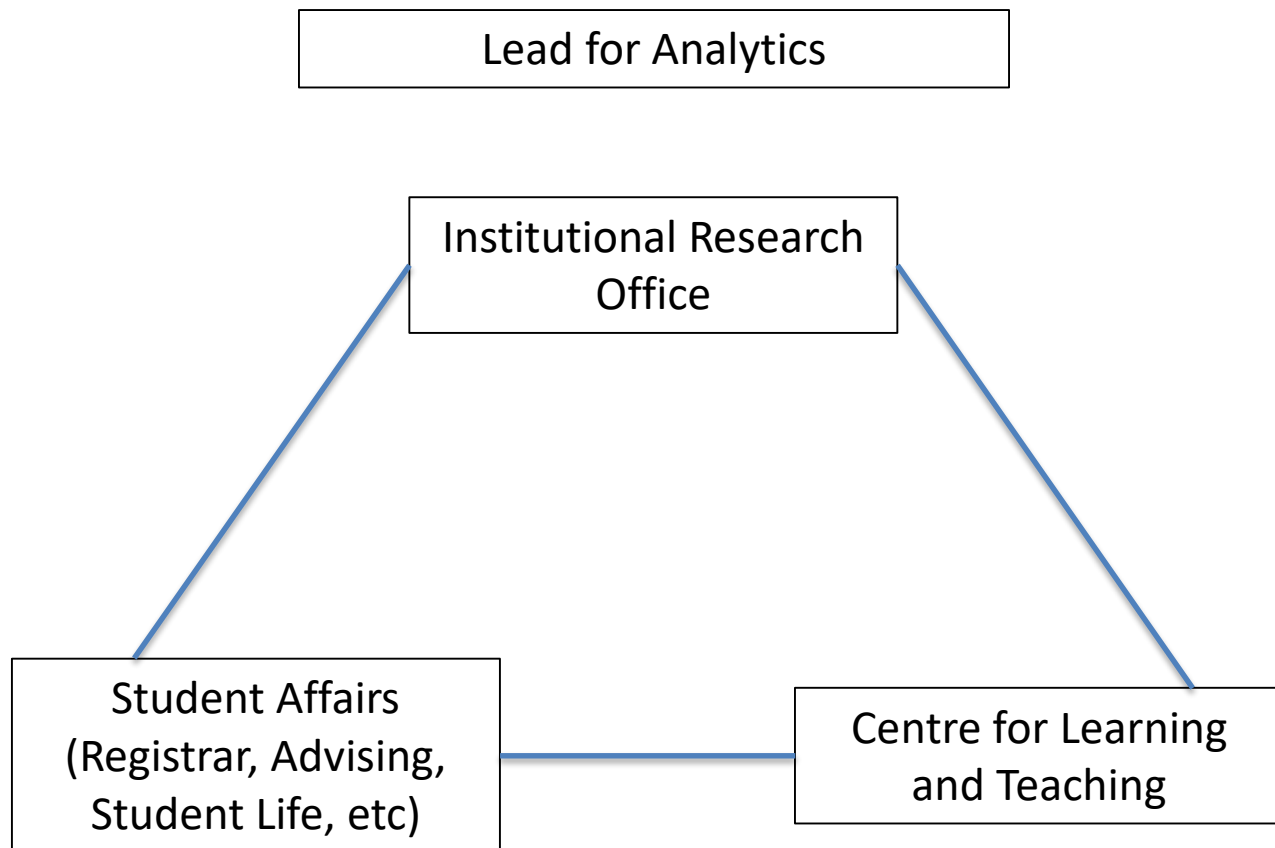 Lead for Analytics
Institutional Research
Office
Student Affairs
(Registrar, Advising,
Student Life, etc)
Centre for Learning
and Teaching